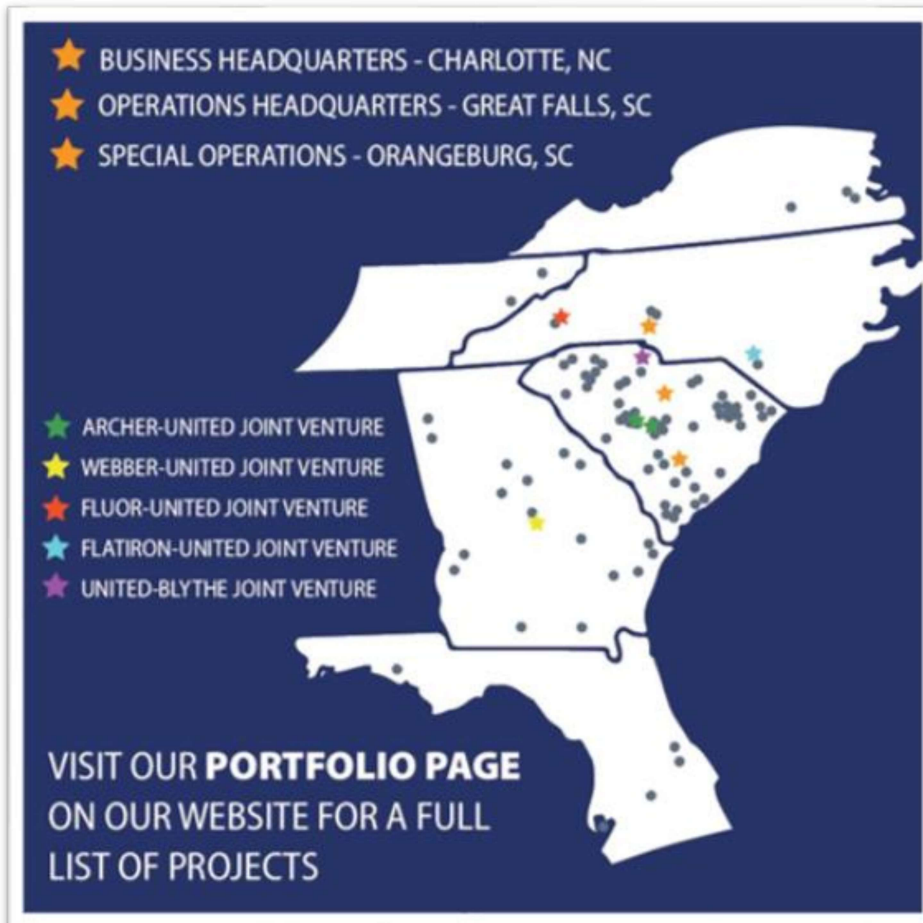 BUSINESS HEADQUARTERS - CHARLOTTE, NC
OPERATIONS HEADQUARTERS - GREAT FALLS, SC
SPECIAL OPERATIONS - ORANGEBURG, SC
ARCHER-UNITED JOINT VENTURE
WEBBER-UNITED JOINT VENTURE
FLUOR-UNITED JOINT VENTURE
FLATIRON-UNITED JOINT VENTURE
UNITED-BLYTHE JOINT VENTURE
VISIT OUR PORTFOLIO PAGE
ON OUR WEBSITE FOR A FULL
LIST OF PROJECTS